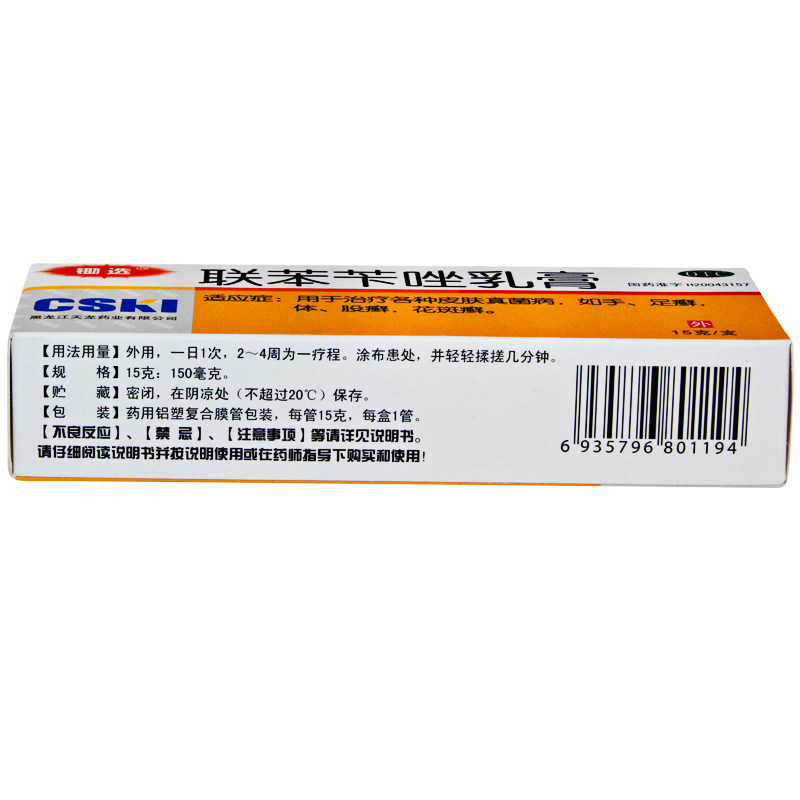 锄选
联苯苄唑乳膏
OTC
国药准字 H20043157
CSKI
黑龙江天龙药业有限公司
适应症：用于治疗各种皮肤真菌病，如手、足癣，
体、股癣，花斑癣。
外
15克/支
【用法用量】外用，一日1次，2～4周为一疗程。涂布患处，并轻轻揉搓几分钟。
【规 格】15克：150毫克。
【贮 藏】密闭，在阴凉处（不超过20℃）保存。
【包 装】药用铝塑复合膜管包装，每管15克，每盒1管。
【不良反应】、【禁 忌】、【注意事项】等请详见说明书。
请仔细阅读说明书并按说明使用或在药师指导下购买和使用！
6 935796 801194